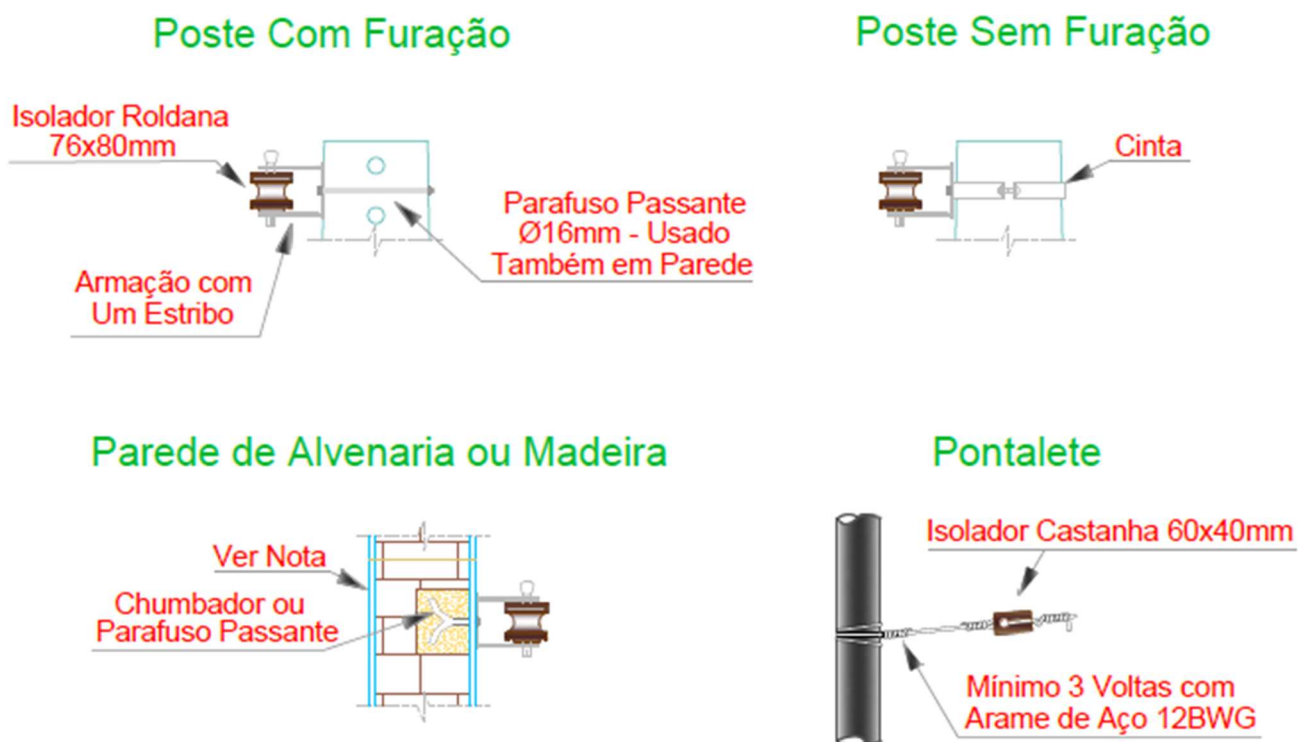 Poste Com Furação
Isolador Roldana
76x80mm
Parafuso Passante
Ø16mm - Usado
Também em Parede
Armação com
Um Estribo
Poste Sem Furação
Cinta
Parede de Alvenaria ou Madeira
Ver Nota
Chumbador ou
Parafuso Passante
Pontalete
Isolador Castanha 60x40mm
Mínimo 3 Voltas com
Arame de Aço 12BWG